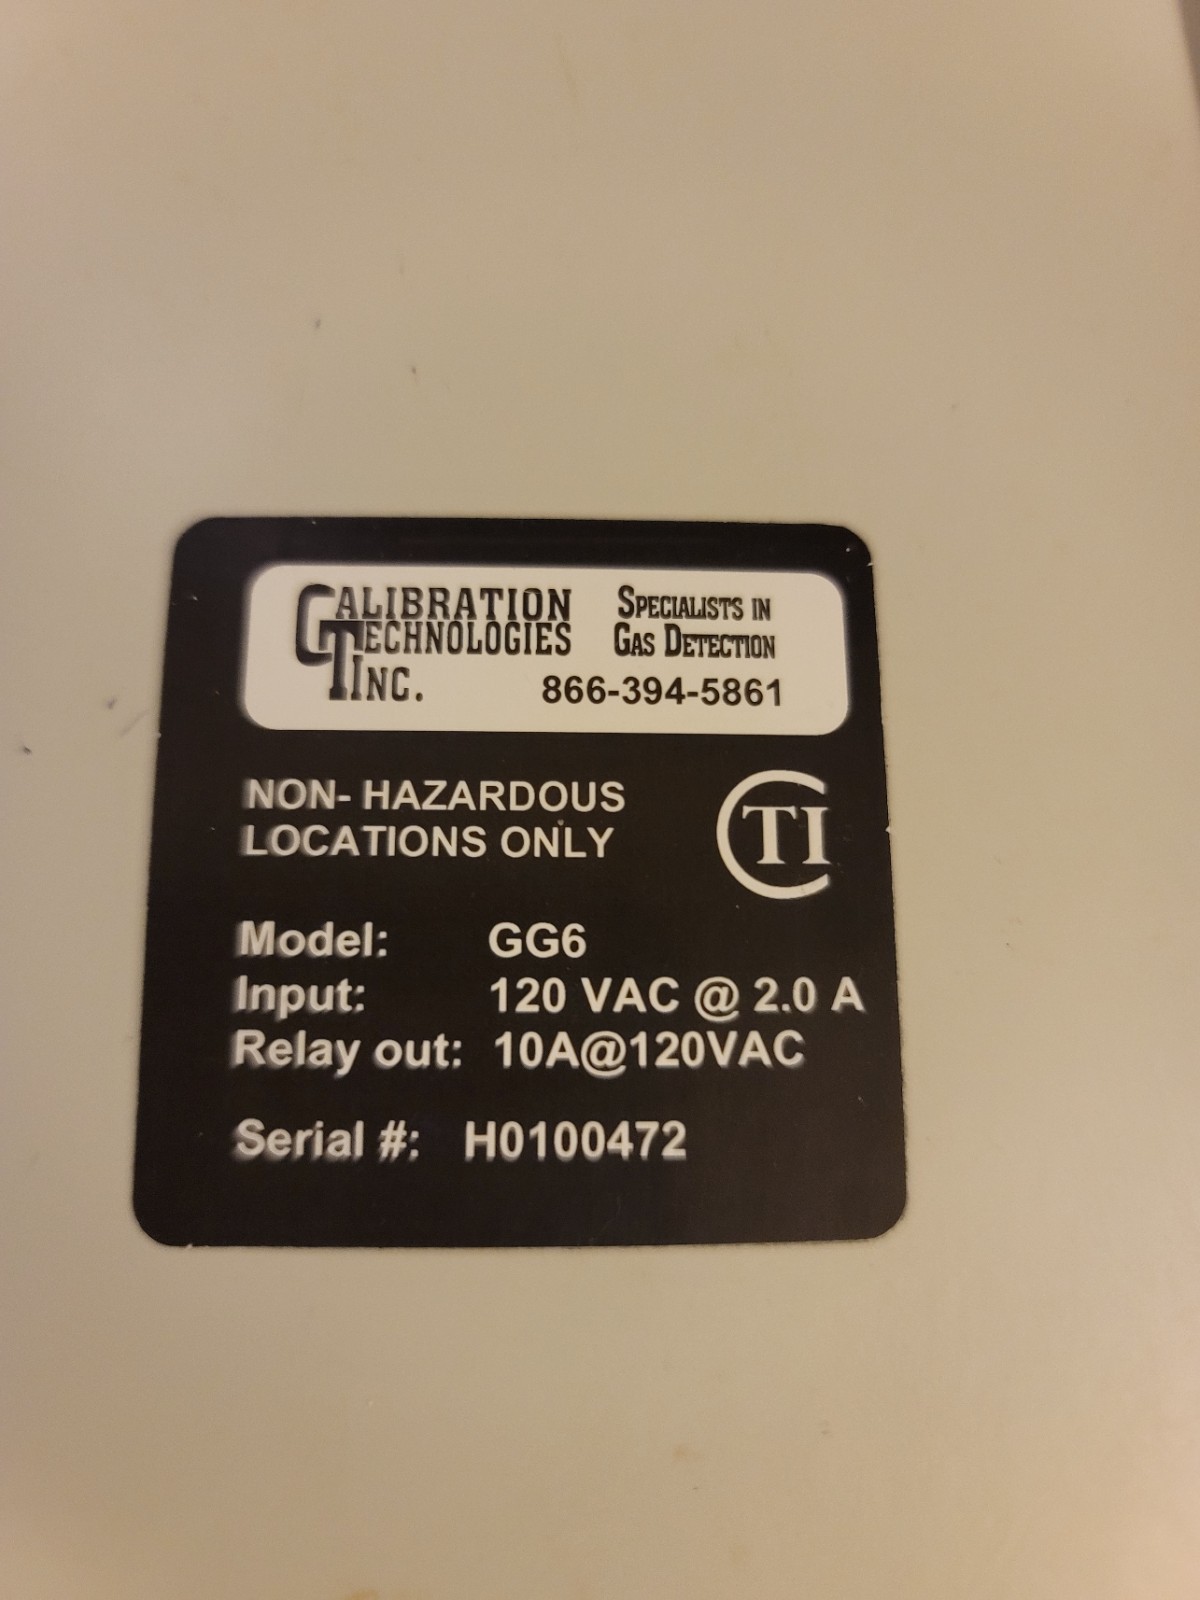 CALIBRATION
TECHNOLOGIES
INC.
SPECIALISTS IN
GAS DETECTION
866-394-5861
NON- HAZARDOUS
LOCATIONS ONLY
CTI
Model: GG6
Input: 120 VAC @ 2.0 A
Relay out: 10A@120VAC
Serial #: H0100472